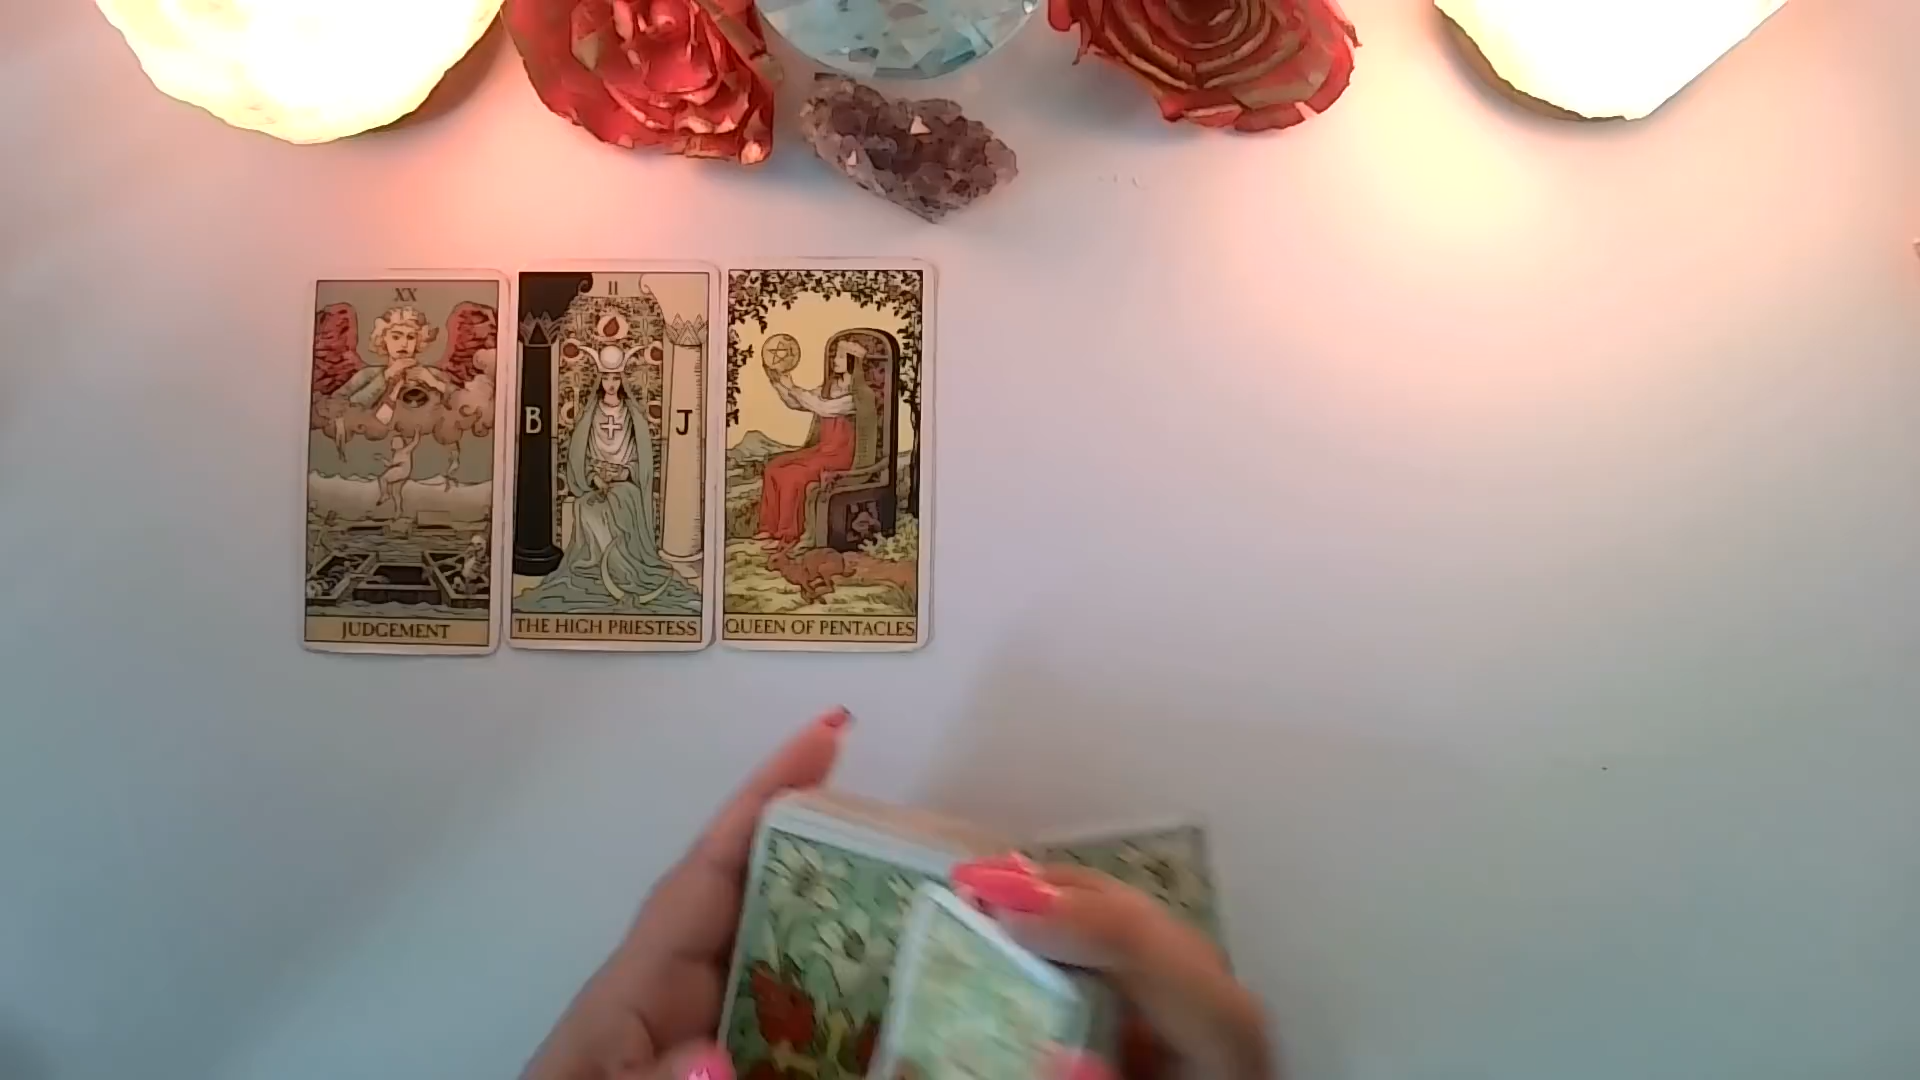 XX
JUDGEMENT
II
B J
THE HIGH PRIESTESS
QUEEN OF PENTACLES